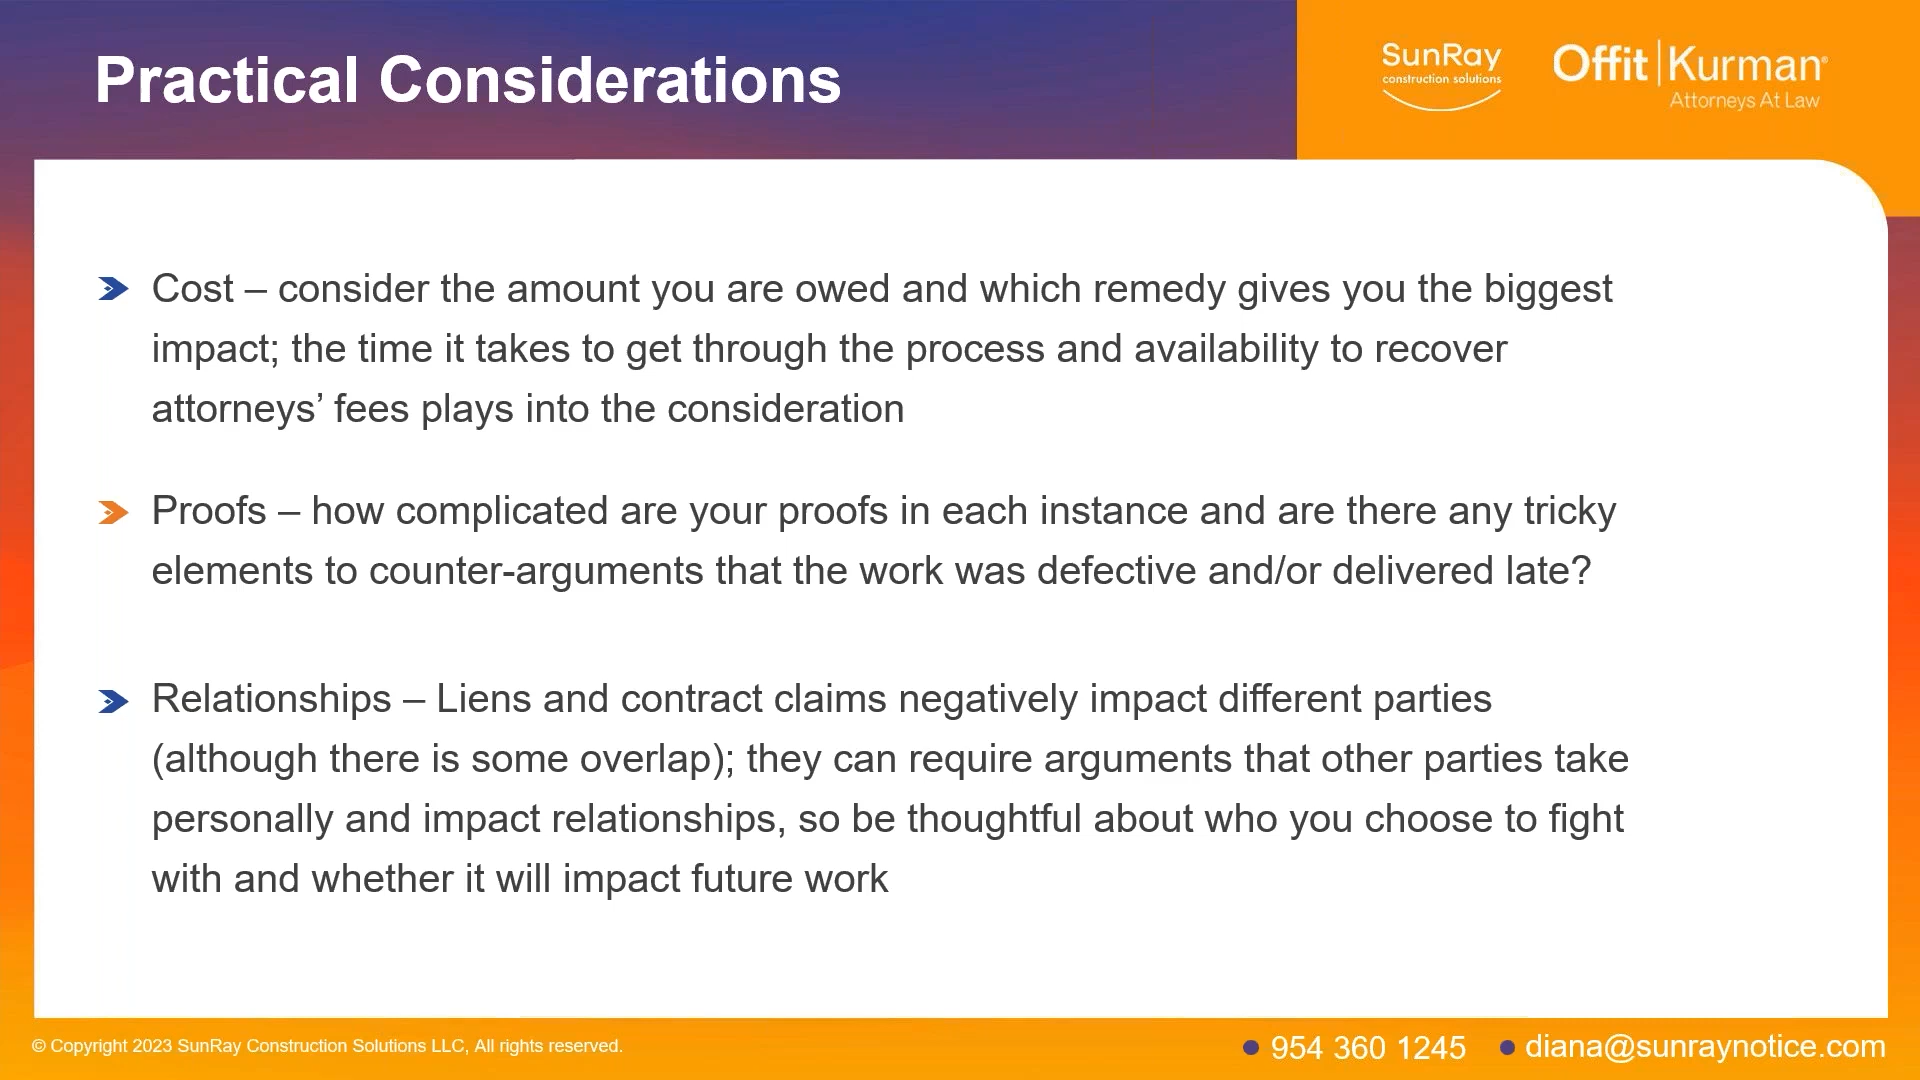 Practical Considerations
SunRay
construction solutions
Offit | Kurman®
Attorneys At Law
Cost – consider the amount you are owed and which remedy gives you the biggest
impact; the time it takes to get through the process and availability to recover
attorneys’ fees plays into the consideration
Proofs – how complicated are your proofs in each instance and are there any tricky
elements to counter-arguments that the work was defective and/or delivered late?
Relationships – Liens and contract claims negatively impact different parties
(although there is some overlap); they can require arguments that other parties take
personally and impact relationships, so be thoughtful about who you choose to fight
with and whether it will impact future work
© Copyright 2023 SunRay Construction Solutions LLC, All rights reserved.
954 360 1245
diana@sunraynotice.com